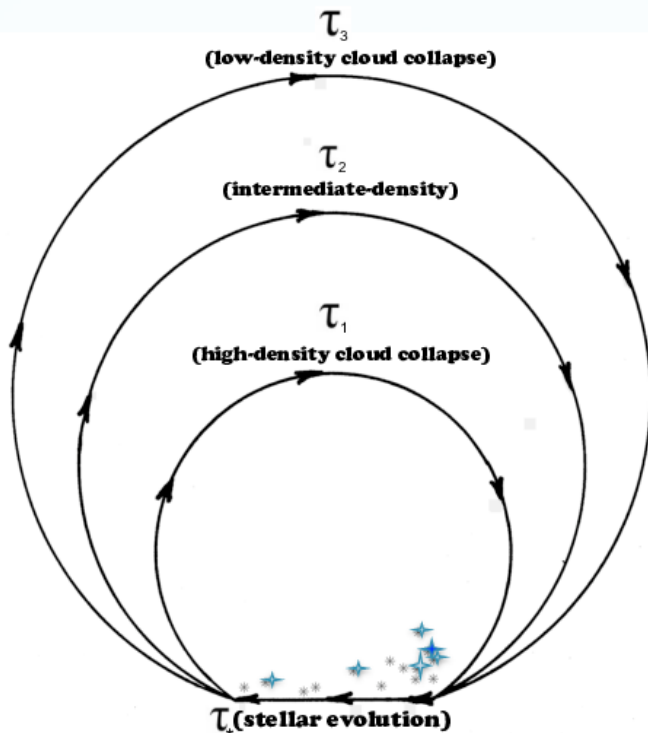 τ₃
(low-density cloud collapse)
τ₂
(intermediate-density)
τ₁
(high-density cloud collapse)
τ* (stellar evolution)